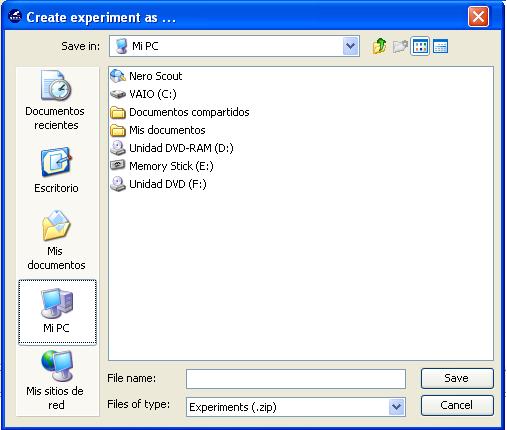 Create experiment as ...
Save in:
Mi PC
Documentos
recientes
Escritorio
Mis
documentos
Mi PC
Mis sitios de
red
Nero Scout
VAIO (C:)
Documentos compartidos
Mis documentos
Unidad DVD-RAM (D:)
Memory Stick (E:)
Unidad DVD (F:)
File name:
Save
Files of type:
Experiments (.zip)
Cancel